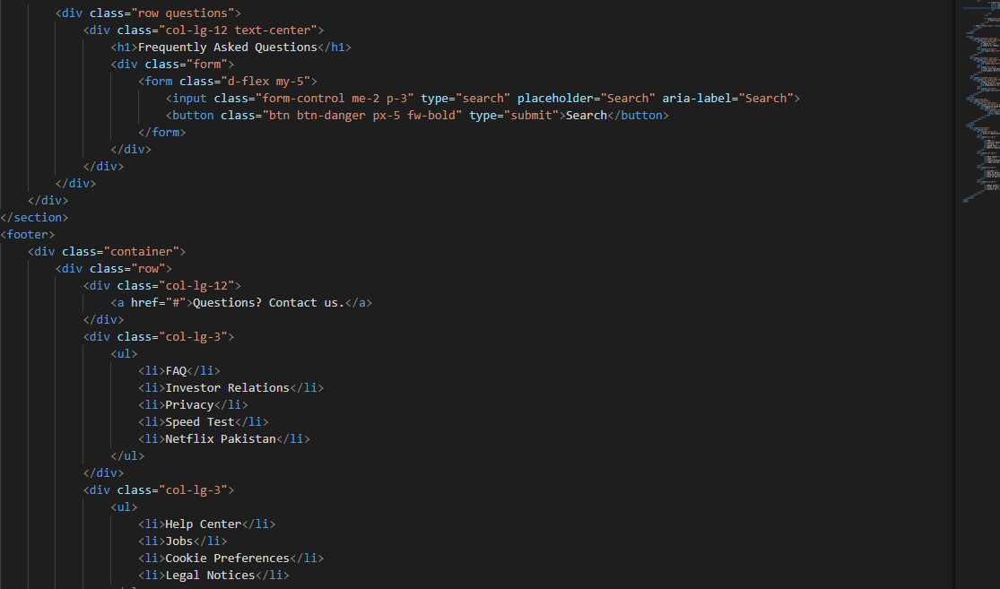 <div class="row questions">
<div class="col-lg-12 text-center">
<h1>Frequently Asked Questions</h1>
<div class="form">
<form class="d-flex my-5">
<input class="form-control me-2 p-3" type="search" placeholder="Search" aria-label="Search">
<button class="btn btn-danger px-5 fw-bold" type="submit">Search</button>
</form>
</div>
</div>
</div>
</div>
</section>
<footer>
<div class="container">
<div class="row">
<div class="col-lg-12">
<a href="#">Questions? Contact us.</a>
</div>
<div class="col-lg-3">
<ul>
<li>FAQ</li>
<li>Investor Relations</li>
<li>Privacy</li>
<li>Speed Test</li>
<li>Netflix Pakistan</li>
</ul>
</div>
<div class="col-lg-3">
<ul>
<li>Help Center</li>
<li>Jobs</li>
<li>Cookie Preferences</li>
<li>Legal Notices</li>